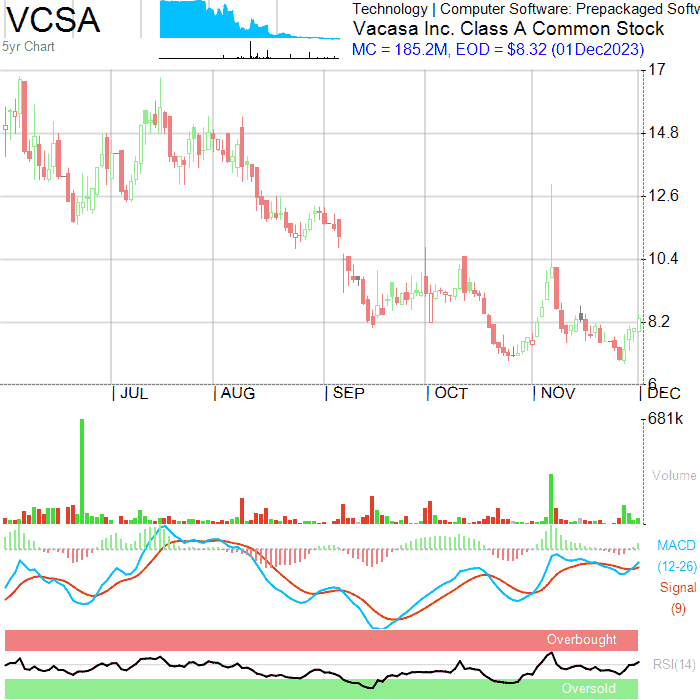 VCSA
5yr Chart
Technology | Computer Software: Prepackaged Softw
Vacasa Inc. Class A Common Stock
MC = 185.2M, EOD = $8.32 (01Dec2023)
17
14.8
12.6
10.4
8.2
6
JUL AUG SEP OCT NOV DEC
681k
Volume
MACD
(12-26)
Signal
(9)
Overbought
RSI(14)
Oversold